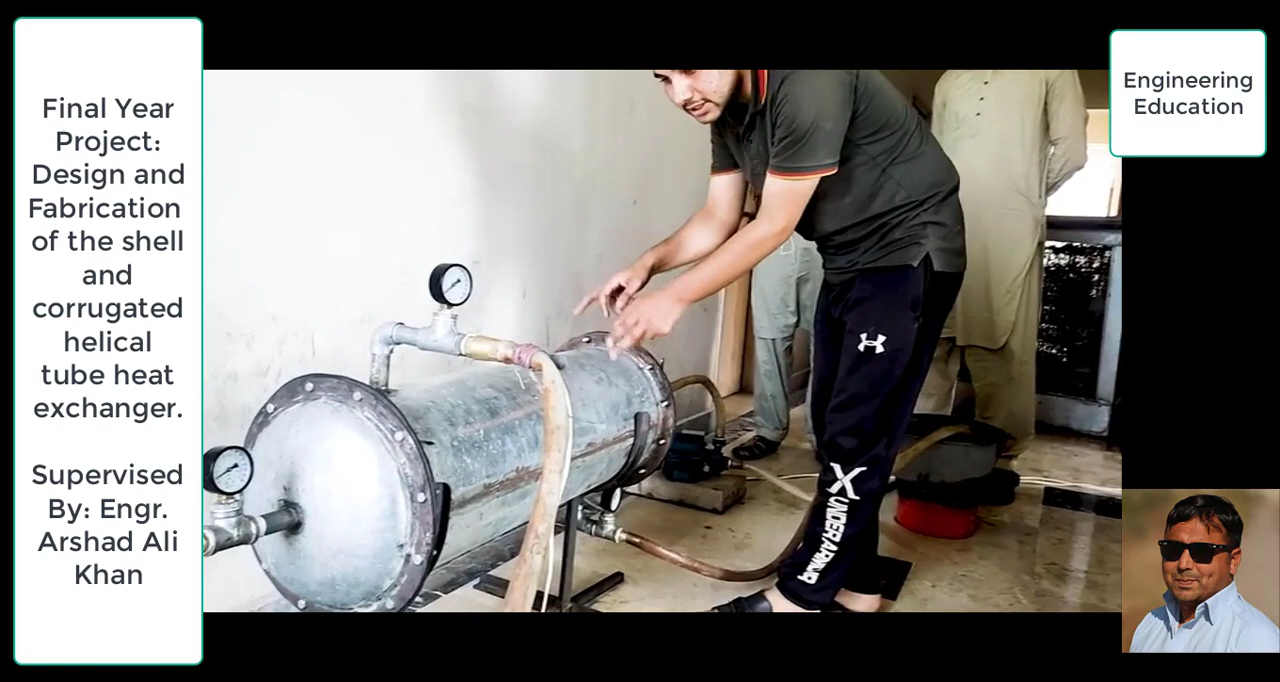 Final Year
Project:
Design and
Fabrication
of the shell
and
corrugated
helical
tube heat
exchanger.
Supervised
By: Engr.
Arshad Ali
Khan
Engineering
Education
UNDER ARMOUR